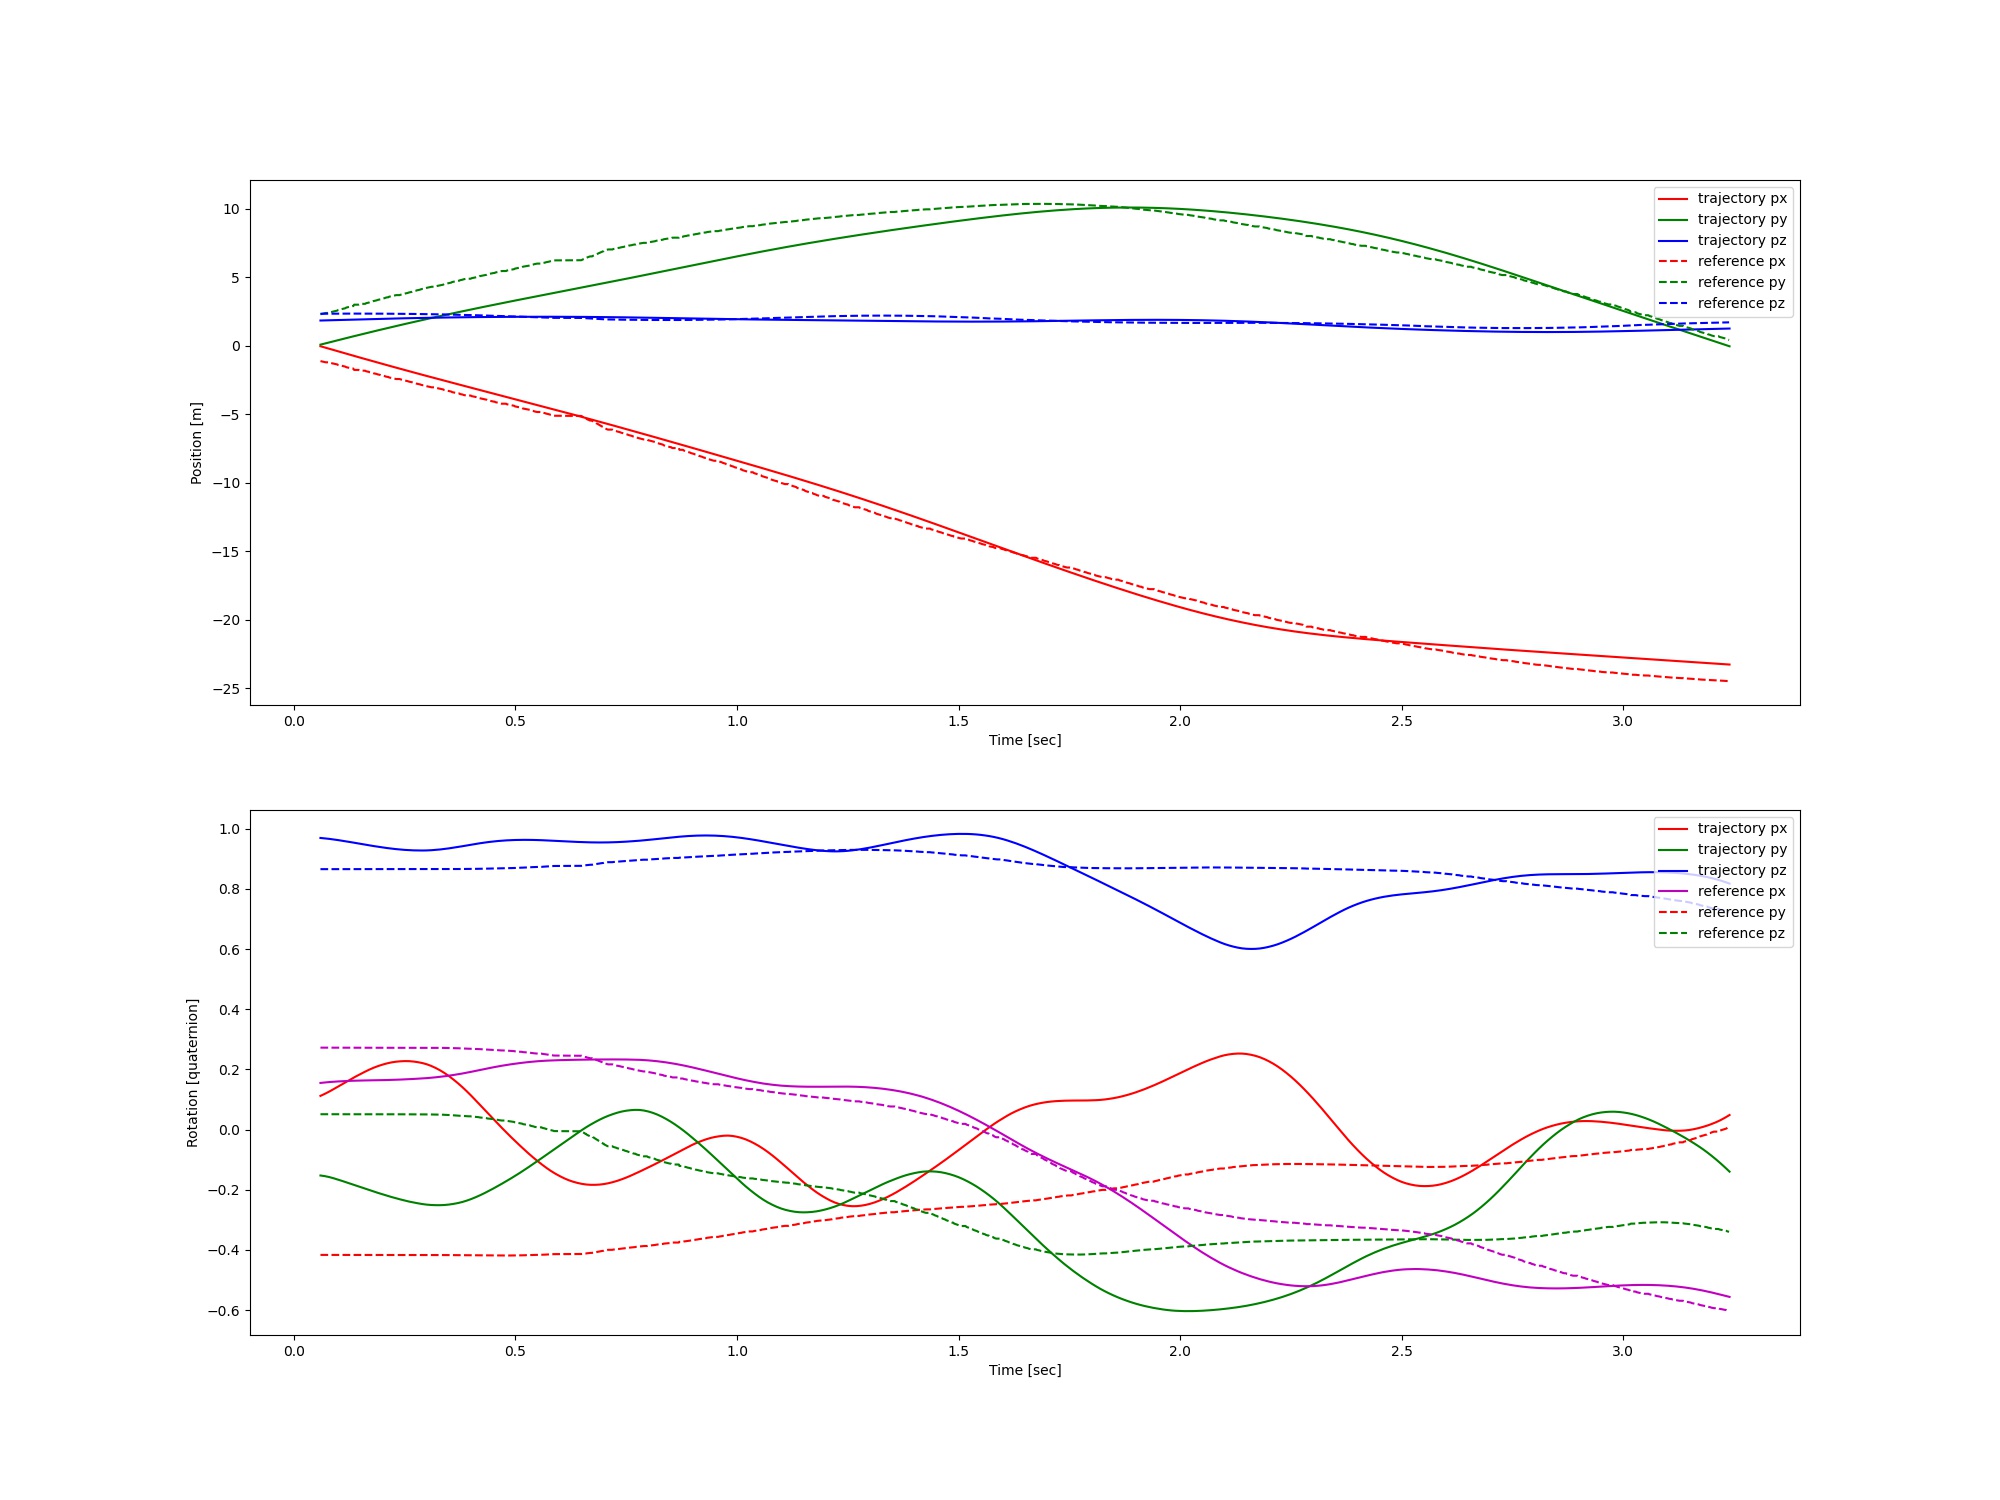 10
5
0
−5
−10
−15
−20
−25
Position [m]
0.0 0.5 1.0 1.5 2.0 2.5 3.0
Time [sec]
trajectory px
trajectory py
trajectory pz
reference px
reference py
reference pz
1.0
0.8
0.6
0.4
0.2
0.0
−0.2
−0.4
−0.6
Rotation [quaternion]
0.0 0.5 1.0 1.5 2.0 2.5 3.0
Time [sec]
trajectory px
trajectory py
trajectory pz
reference px
reference py
reference pz